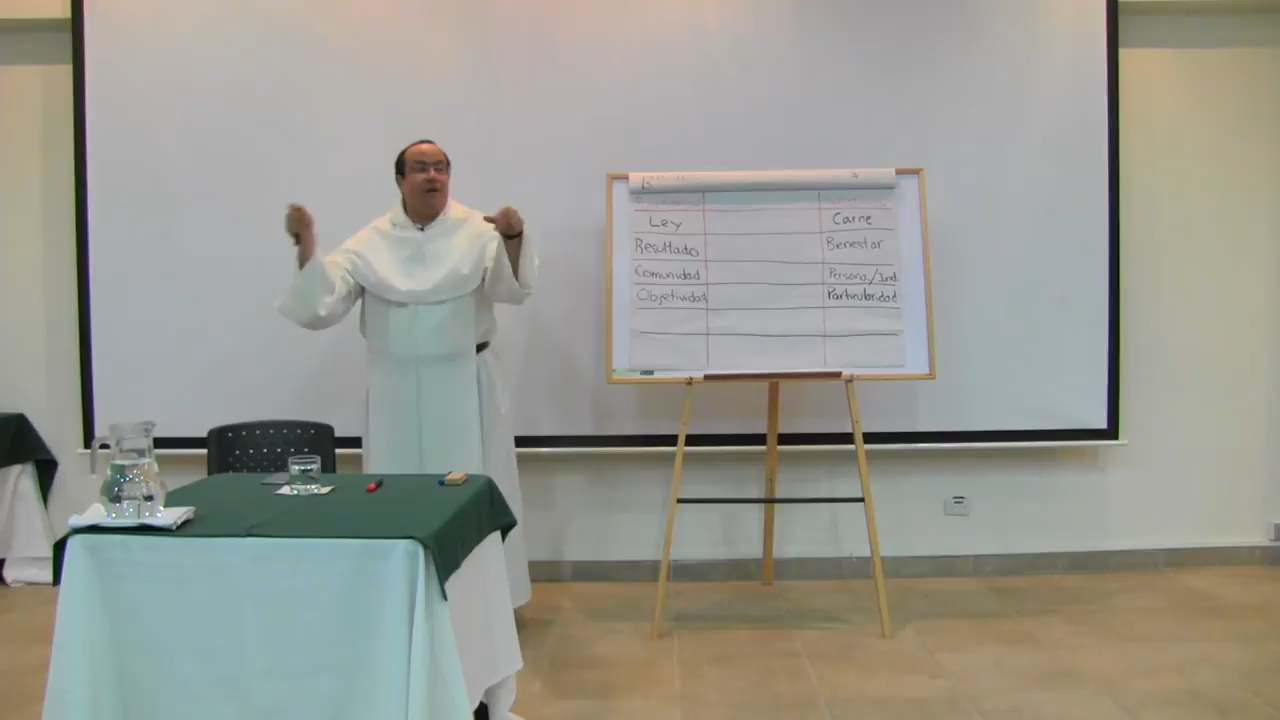 Ley Carne
Resultado Bienestar
Comunidad Persona/Ind.
Objetividad Particularidad